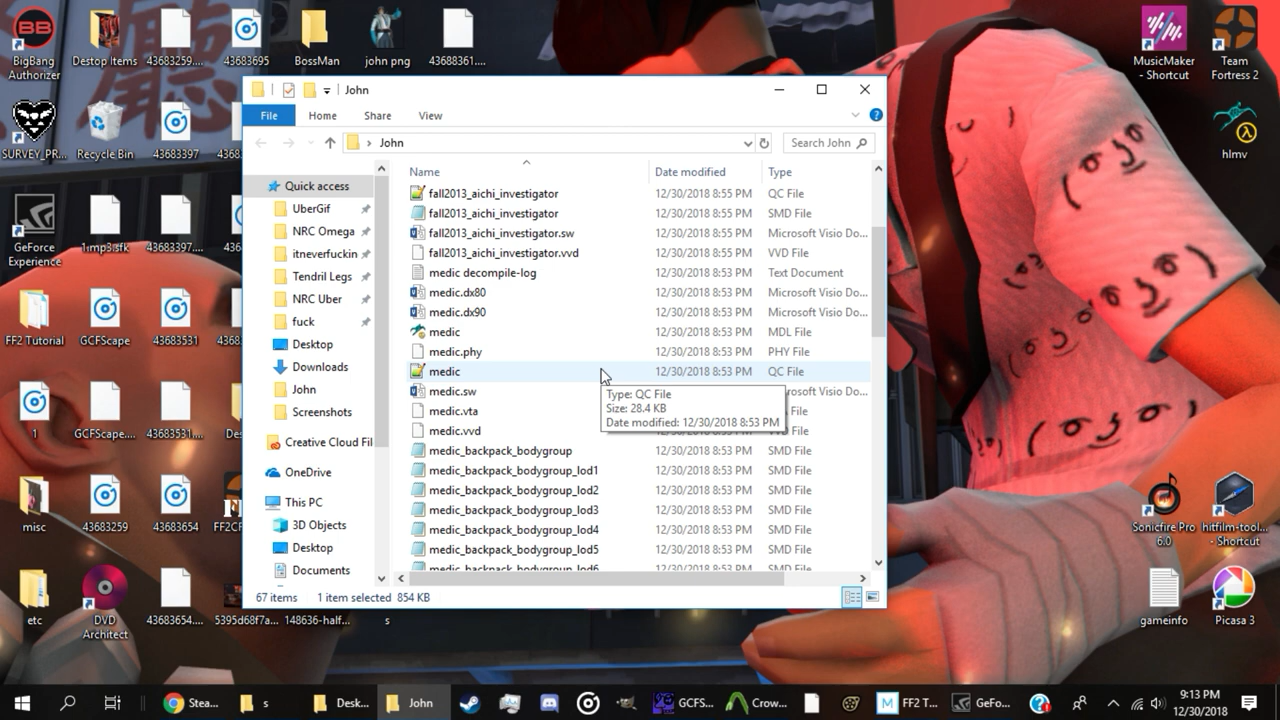 BB
BigBang
Authorizer
Destop Items
43683259....
43683695
BossMan
john png
43688361....
MusicMaker
- Shortcut
Team
Fortress 2
SURVEY_PR...
Recycle Bin
43683397
hlmv
GeForce
Experience
1mp3.sfk
43683397....
FF2 Tutorial
GCFScape
43683531
1
GCFScape....
43683531....
misc
43683259
43683654
etc
DVD
Architect
43683654....
5395d68f7a...
148636-half...
s
Sonicfire Pro
6.0
hitfilm-tool...
- Shortcut
gameinfo
Picasa 3
John
File
Home
Share
View
John
Search John
Quick access
UberGif
NRC Omega
itneverfuckin
Tendril Legs
NRC Uber
fuck
Desktop
Downloads
John
Screenshots
Creative Cloud Fil
OneDrive
This PC
3D Objects
Desktop
Documents
Name Date modified Type
fall2013_aichi_investigator 12/30/2018 8:55 PM QC File
fall2013_aichi_investigator 12/30/2018 8:55 PM SMD File
fall2013_aichi_investigator.sw 12/30/2018 8:55 PM Microsoft Visio Do...
fall2013_aichi_investigator.vvd 12/30/2018 8:55 PM VVD File
medic decompile-log 12/30/2018 8:53 PM Text Document
medic.dx80 12/30/2018 8:53 PM Microsoft Visio Do...
medic.dx90 12/30/2018 8:53 PM Microsoft Visio Do...
medic 12/30/2018 8:53 PM MDL File
medic.phy 12/30/2018 8:53 PM PHY File
medic 12/30/2018 8:53 PM QC File
medic.sw
medic.vta
medic.vvd
Type: QC File
Size: 28.4 KB
Date modified: 12/30/2018 8:53 PM
medic_backpack_bodygroup 12/30/2018 8:53 PM SMD File
medic_backpack_bodygroup_lod1 12/30/2018 8:53 PM SMD File
medic_backpack_bodygroup_lod2 12/30/2018 8:53 PM SMD File
medic_backpack_bodygroup_lod3 12/30/2018 8:53 PM SMD File
medic_backpack_bodygroup_lod4 12/30/2018 8:53 PM SMD File
medic_backpack_bodygroup_lod5 12/30/2018 8:53 PM SMD File
medic_backpack_bodygroup_lod6 12/30/2018 8:53 PM SMD File
67 items 1 item selected 854 KB
Stea...
s
Desk...
John
GCFS...
Crow...
FF2 T...
GeFo...
9:13 PM
12/30/2018